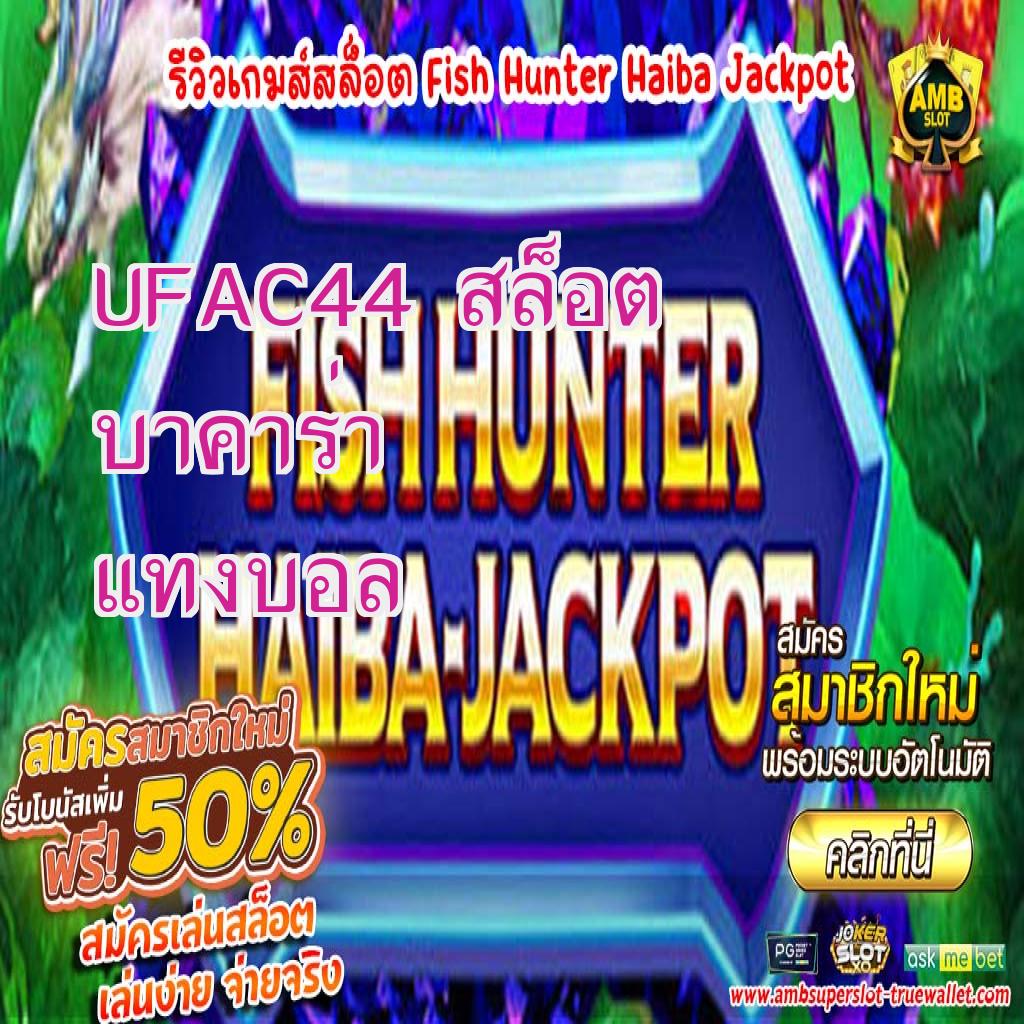 รีวิวเกมส์สล็อต Fish Hunter Haiba Jackpot
AMB
SLOT
UFAC44 สล็อต
บาคาร่า
แทงบอล
FISH HUNTER
HAIBA·JACKPOT
สมัคร
สมาชิกใหม่
พร้อมระบบอัตโนมัติ
คลิกที่นี่
สมัครสมาชิกใหม่
รับโบนัสเพิ่ม
ฟรี! 50%
สมัครเล่นสล็อต
เล่นง่าย จ่ายจริง
PG
JOKER
SLOT
XO
ask me bet
www.ambsuperslot-truewallet.com